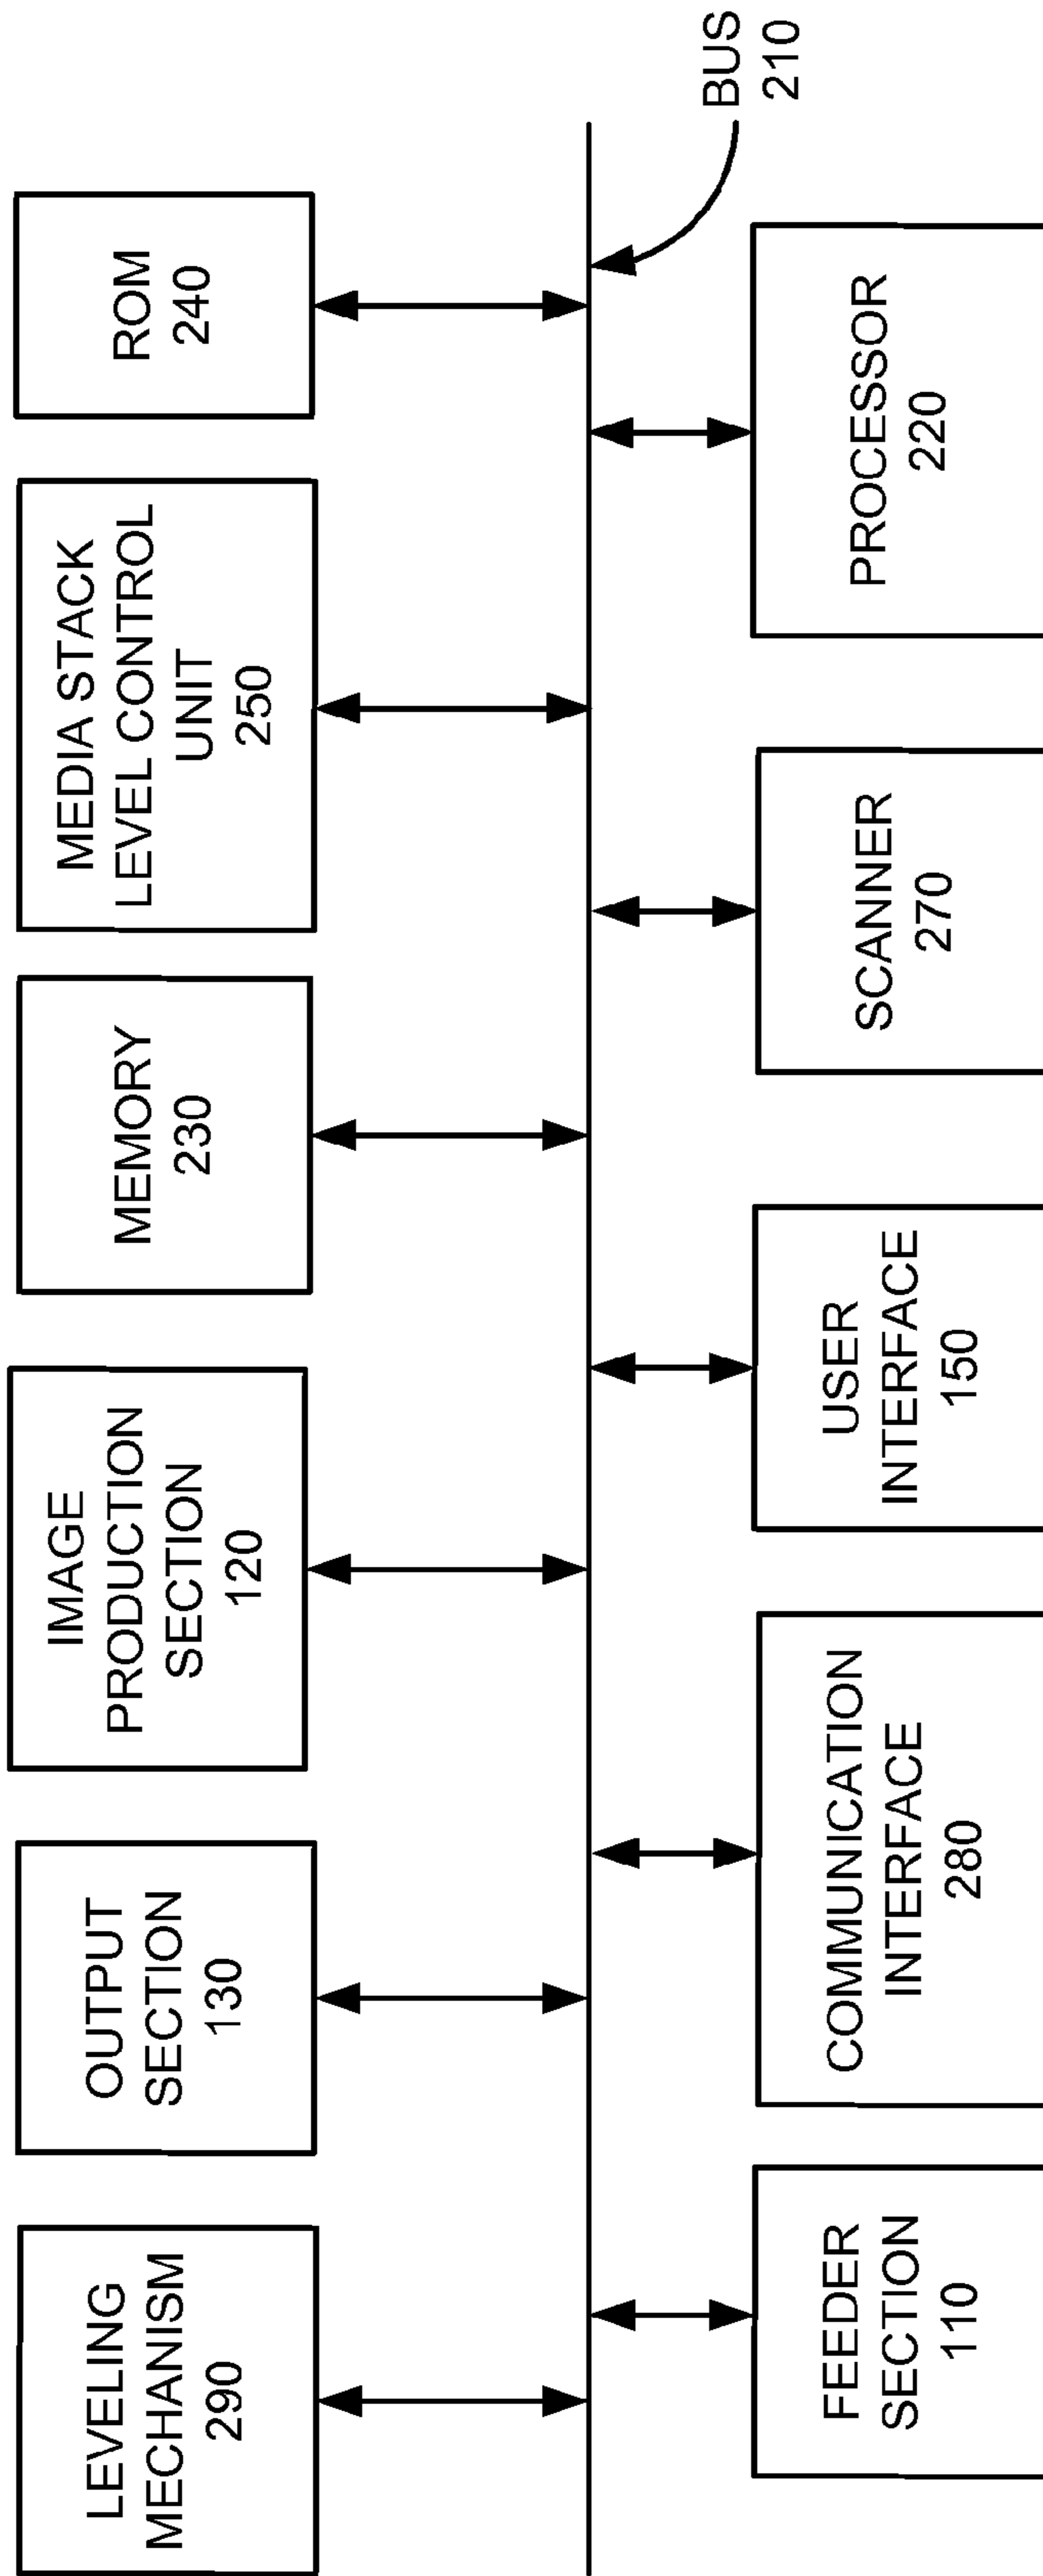 LEVELING
MECHANISM
290
OUTPUT
SECTION
130
IMAGE
PRODUCTION
SECTION
120
MEMORY
230
MEDIA STACK
LEVEL CONTROL
UNIT
250
ROM
240
BUS
210
FEEDER
SECTION
110
COMMUNICATION
INTERFACE
280
USER
INTERFACE
150
SCANNER
270
PROCESSOR
220